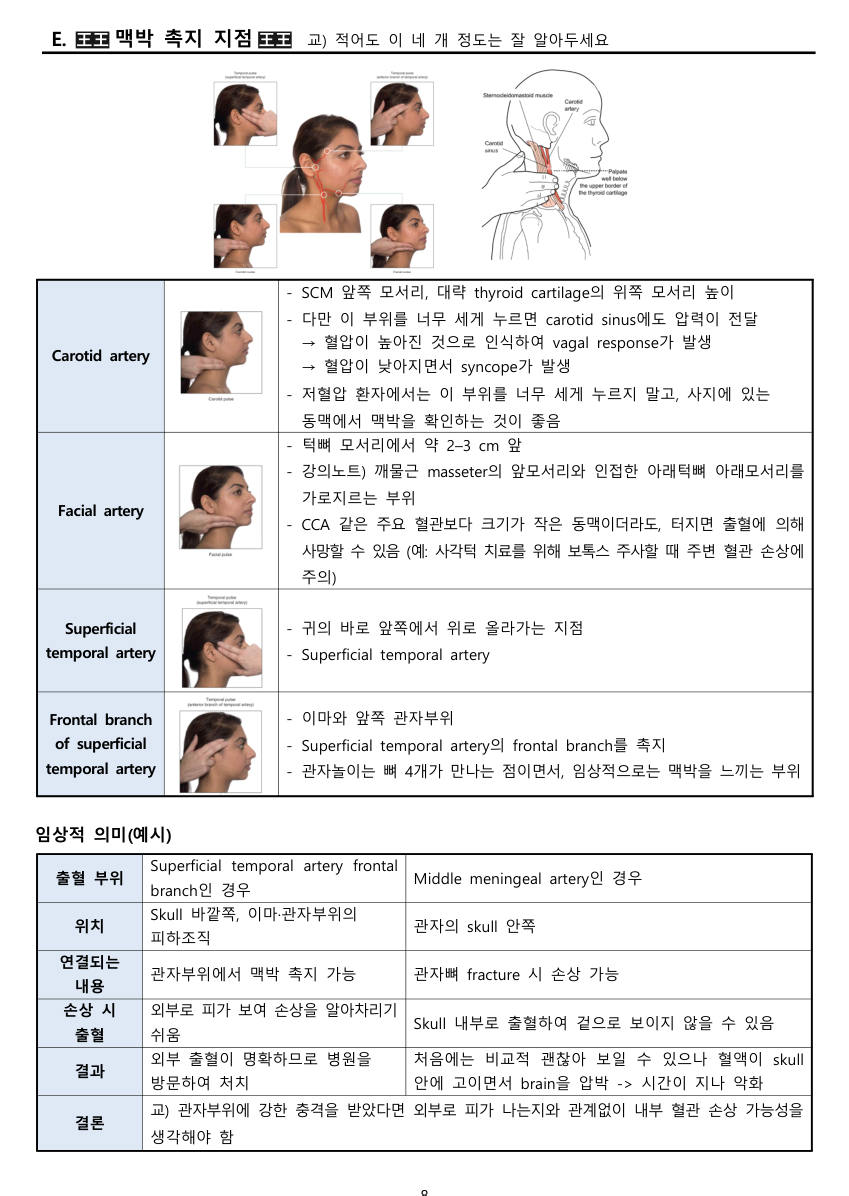 E. 맥박 촉지 지점 교) 적어도 이 네 개 정도는 잘 알아두세요
Temporal pulse
(superficial temporal artery)
Temporal pulse
(anterior branch of temporal artery)
Carotid pulse
Facial pulse
Sternocleidomastoid muscle
Carotid
artery
Carotid
sinus
Palpate
well below
the upper border of
the thyroid cartilage
Carotid artery
Carotid pulse
- SCM 앞쪽 모서리, 대략 thyroid cartilage의 위쪽 모서리 높이
- 다만 이 부위를 너무 세게 누르면 carotid sinus에도 압력이 전달
→ 혈압이 높아진 것으로 인식하여 vagal response가 발생
→ 혈압이 낮아지면서 syncope가 발생
- 저혈압 환자에서는 이 부위를 너무 세게 누르지 말고, 사지에 있는
동맥에서 맥박을 확인하는 것이 좋음
Facial artery
Facial pulse
- 턱뼈 모서리에서 약 2–3 cm 앞
- 강의노트) 깨물근 masseter의 앞모서리와 인접한 아래턱뼈 아래모서리를
가로지르는 부위
- CCA 같은 주요 혈관보다 크기가 작은 동맥이더라도, 터지면 출혈에 의해
사망할 수 있음 (예: 사각턱 치료를 위해 보톡스 주사할 때 주변 혈관 손상에
주의)
Superficial
temporal artery
Temporal pulse
(superficial temporal artery)
- 귀의 바로 앞쪽에서 위로 올라가는 지점
- Superficial temporal artery
Frontal branch
of superficial
temporal artery
Temporal pulse
(anterior branch of temporal artery)
- 이마와 앞쪽 관자부위
- Superficial temporal artery의 frontal branch를 촉지
- 관자놀이는 뼈 4개가 만나는 점이면서, 임상적으로는 맥박을 느끼는 부위
임상적 의미(예시)
출혈 부위
Superficial temporal artery frontal
branch인 경우
Middle meningeal artery인 경우
위치
Skull 바깥쪽, 이마·관자부위의
피하조직
관자의 skull 안쪽
연결되는
내용
관자부위에서 맥박 촉지 가능
관자뼈 fracture 시 손상 가능
손상 시
출혈
외부로 피가 보여 손상을 알아차리기
쉬움
Skull 내부로 출혈하여 겉으로 보이지 않을 수 있음
결과
외부 출혈이 명확하므로 병원을
방문하여 처치
처음에는 비교적 괜찮아 보일 수 있으나 혈액이 skull
안에 고이면서 brain을 압박 -> 시간이 지나 악화
결론
교) 관자부위에 강한 충격을 받았다면 외부로 피가 나는지와 관계없이 내부 혈관 손상 가능성을
생각해야 함
8